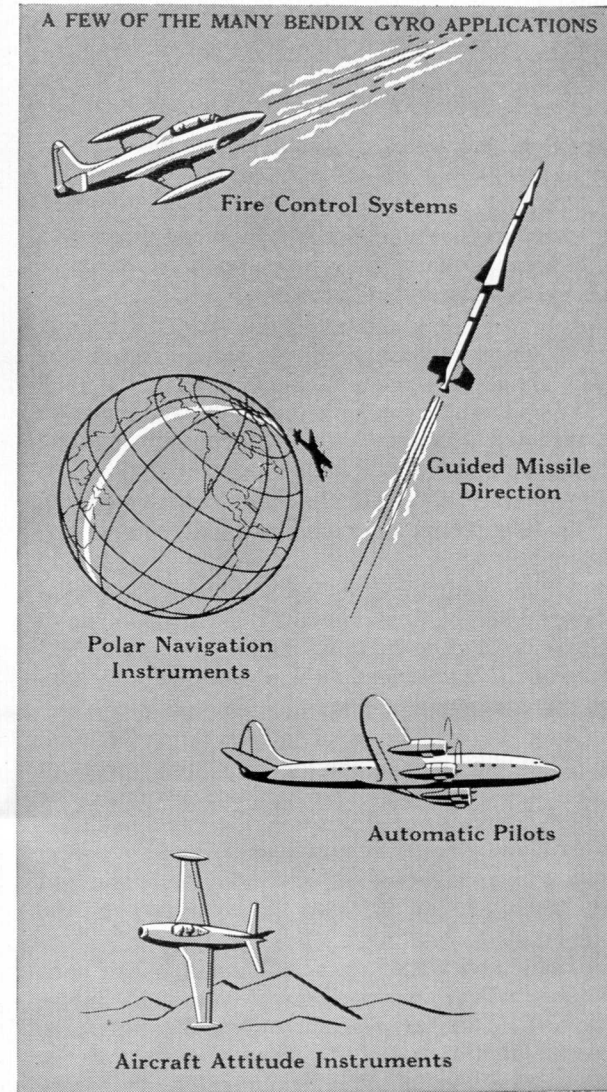 A FEW OF THE MANY BENDIX GYRO APPLICATIONS
Fire Control Systems
Guided Missile
Direction
Polar Navigation
Instruments
Automatic Pilots
Aircraft Attitude Instruments